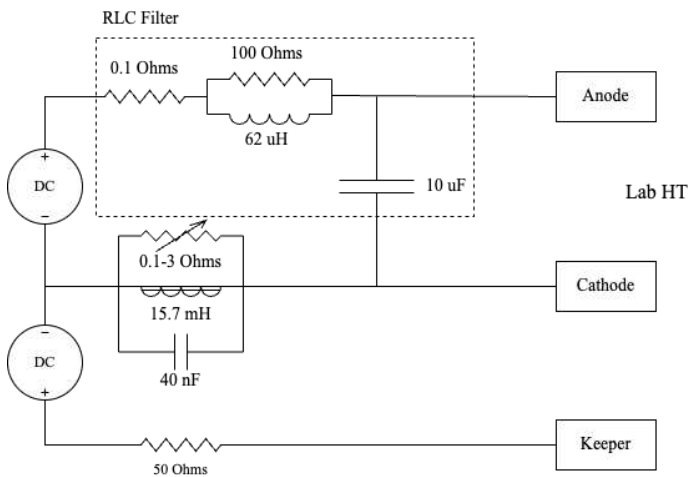 RLC Filter
100 Ohms
0.1 Ohms
Anode
62 uH
+
DC
−
10 uF
Lab HT
0.1-3 Ohms
Cathode
15.7 mH
−
DC
+
40 nF
Keeper
50 Ohms